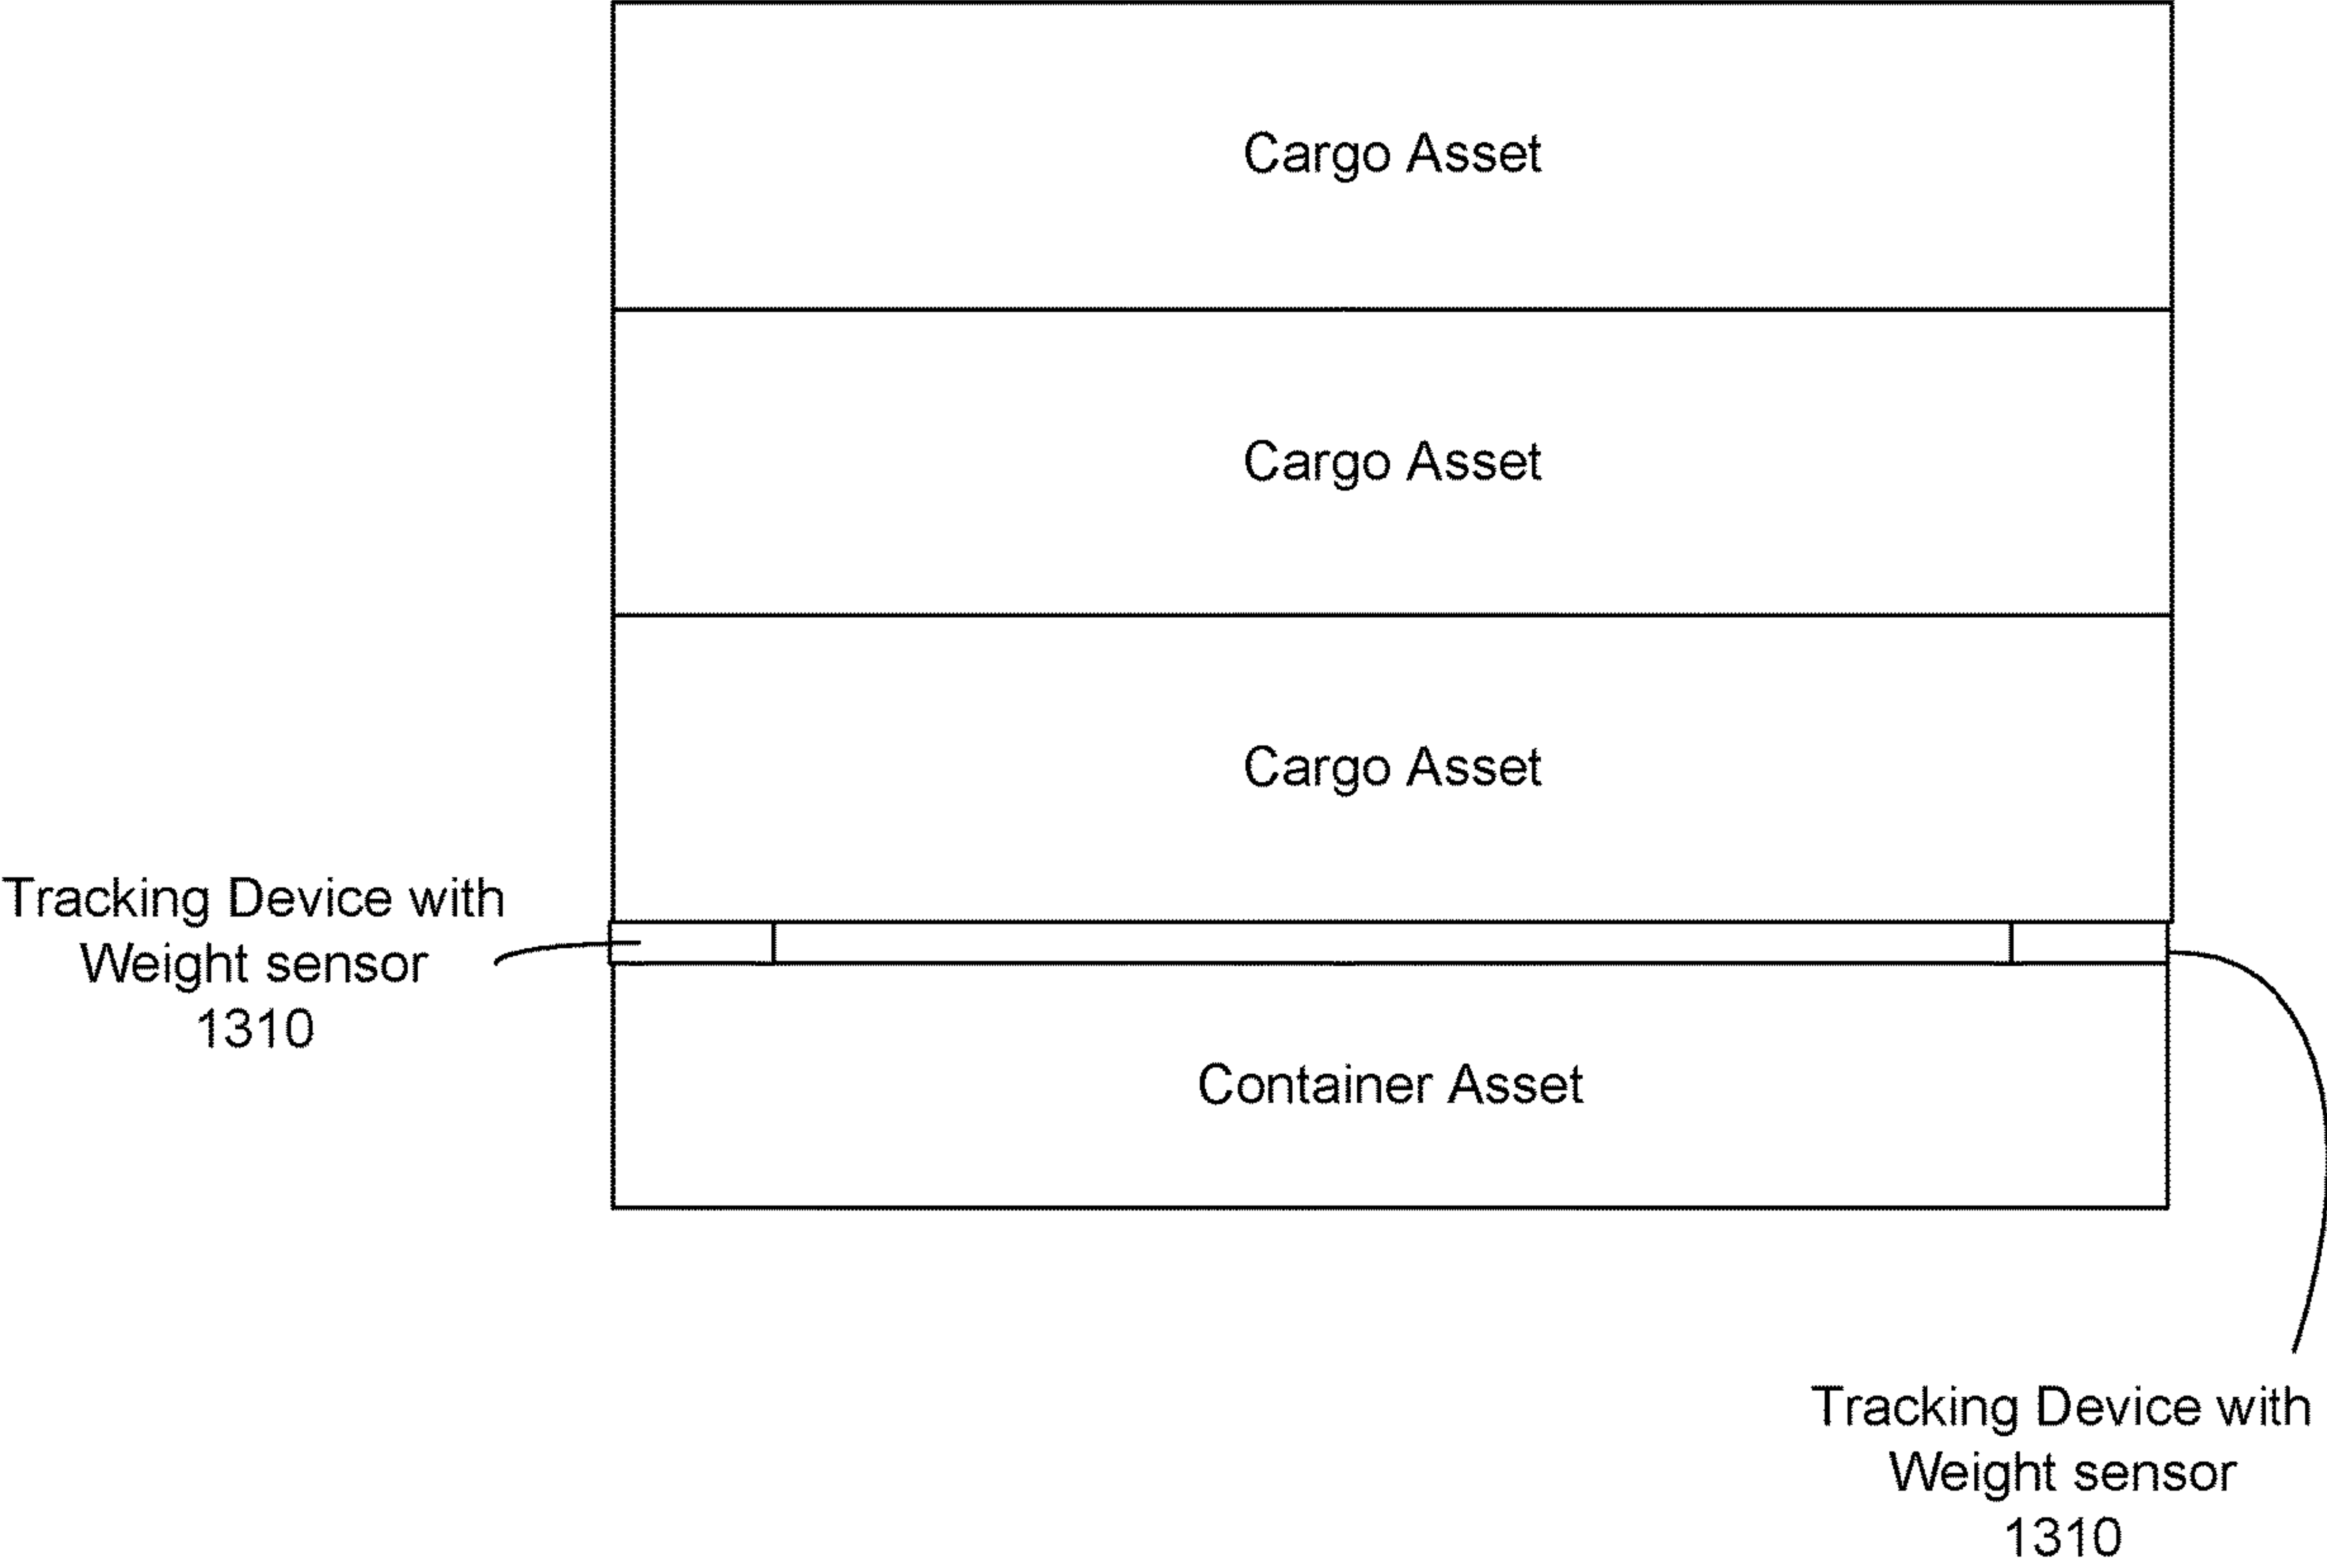 Cargo Asset
Cargo Asset
Cargo Asset
Tracking Device with
Weight sensor
1310
Container Asset
Tracking Device with
Weight sensor
1310